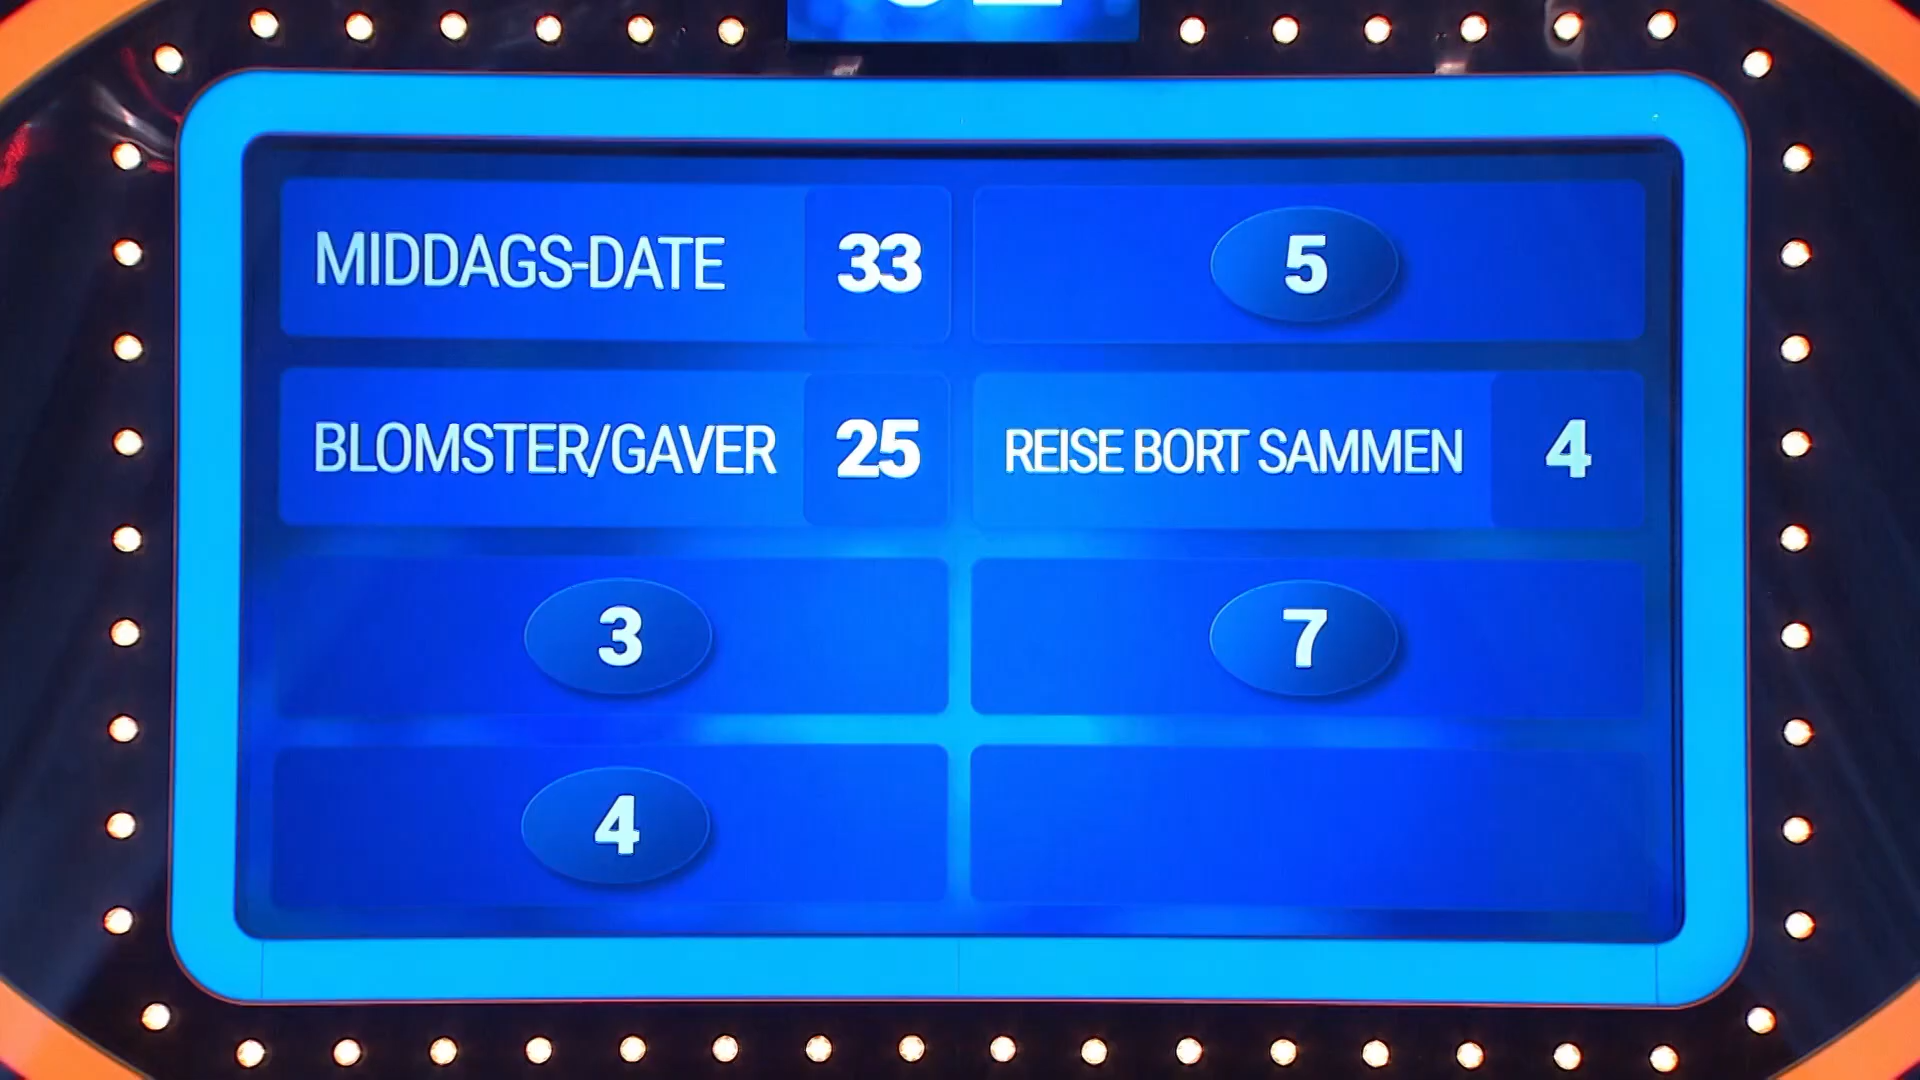 MIDDAGS-DATE 33
BLOMSTER/GAVER 25
3
4
5
REISE BORT SAMMEN 4
7